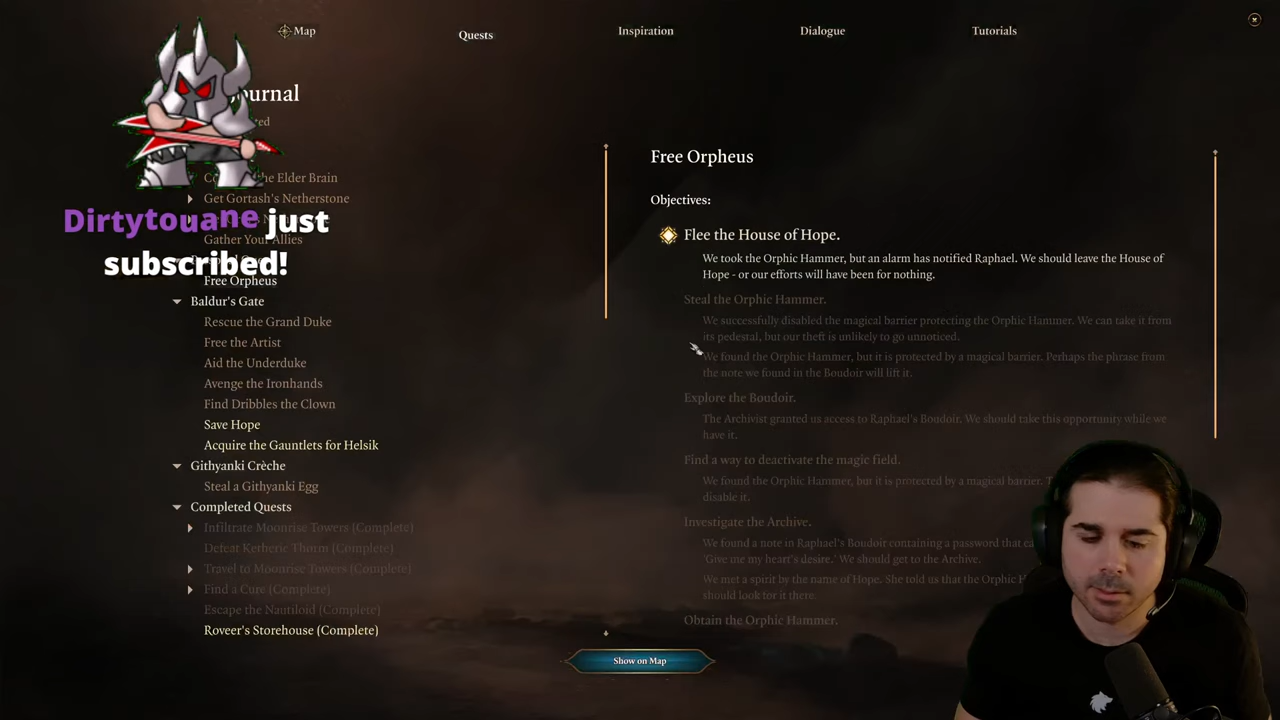 Map
Quests
Inspiration
Dialogue
Tutorials
Journal
the Elder Brain
Get Gortash's Netherstone
Gather Your Allies
Free Orpheus
Baldur's Gate
Rescue the Grand Duke
Free the Artist
Aid the Underduke
Avenge the Ironhands
Find Dribbles the Clown
Save Hope
Acquire the Gauntlets for Helsik
Githyanki Crèche
Steal a Githyanki Egg
Completed Quests
Infiltrate Moonrise Towers (Complete)
Defeat Ketheric Thorm (Complete)
Travel to Moonrise Towers (Complete)
Find a Cure (Complete)
Escape the Nautiloid (Complete)
Roveer's Storehouse (Complete)
Dirtytouane just
subscribed!
Free Orpheus
Objectives:
Flee the House of Hope.
We took the Orphic Hammer, but an alarm has notified Raphael. We should leave the House of
Hope - or our efforts will have been for nothing.
Steal the Orphic Hammer.
We successfully disabled the magical barrier protecting the Orphic Hammer. We can take it from
its pedestal, but our theft is unlikely to go unnoticed.
We found the Orphic Hammer, but it is protected by a magical barrier. Perhaps the phrase from
the note we found in the Boudoir will lift it.
Explore the Boudoir.
The Archivist granted us access to Raphael's Boudoir. We should take this opportunity while we
have it.
Find a way to deactivate the magic field.
We found the Orphic Hammer, but it is protected by a magical barrier.
disable it.
Investigate the Archive.
We found a note in Raphael's Boudoir containing a password that
'Give me my heart's desire.' We should get to the Archive.
We met a spirit by the name of Hope. She told us that the Orphic
should look for it there.
Obtain the Orphic Hammer.
Show on Map